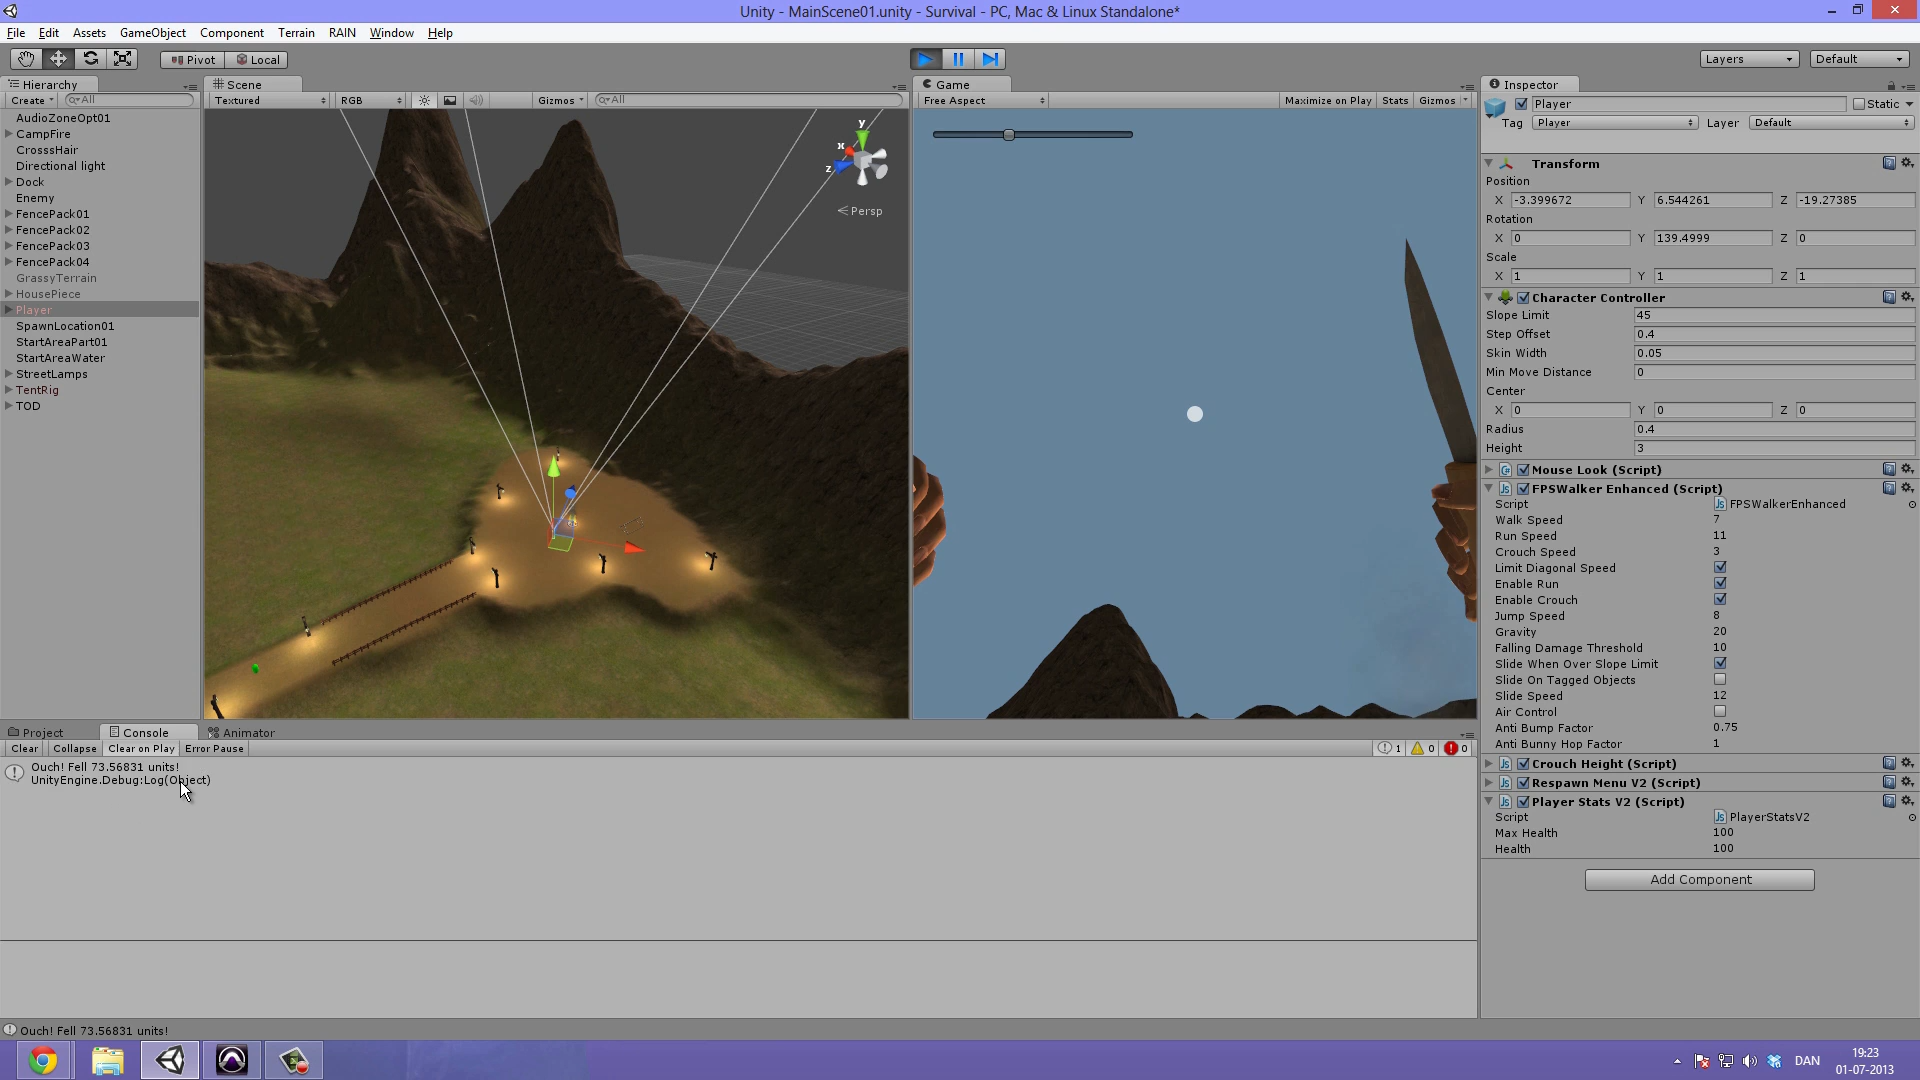 Unity - MainScene01.unity - Survival - PC, Mac & Linux Standalone*
File Edit Assets GameObject Component Terrain RAIN Window Help
Pivot Local Layers Default
Hierarchy
Create All
AudioZoneOpt01
CampFire
CrosssHair
Directional light
Dock
Enemy
FencePack01
FencePack02
FencePack03
FencePack04
GrassyTerrain
HousePiece
Player
SpawnLocation01
StartAreaPart01
StartAreaWater
StreetLamps
TentRig
TOD
Scene
Textured RGB Gizmos All
y
x
z
Persp
Game
Free Aspect Maximize on Play Stats Gizmos
Inspector
Player Static
Tag Player Layer Default
Transform
Position
X -3.399672 Y 6.544261 Z -19.27385
Rotation
X 0 Y 139.4999 Z 0
Scale
X 1 Y 1 Z 1
Character Controller
Slope Limit 45
Step Offset 0.4
Skin Width 0.05
Min Move Distance 0
Center
X 0 Y 0 Z 0
Radius 0.4
Height 3
Mouse Look (Script)
FPSWalker Enhanced (Script)
Script FPSWalkerEnhanced
Walk Speed 7
Run Speed 11
Crouch Speed 3
Limit Diagonal Speed
Enable Run
Enable Crouch
Jump Speed 8
Gravity 20
Falling Damage Threshold 10
Slide When Over Slope Limit
Slide On Tagged Objects
Slide Speed 12
Air Control
Anti Bump Factor 0.75
Anti Bunny Hop Factor 1
Crouch Height (Script)
Respawn Menu V2 (Script)
Player Stats V2 (Script)
Script PlayerStatsV2
Max Health 100
Health 100
Add Component
Project Console Animator
Clear Collapse Clear on Play Error Pause 1 0 0
Ouch! Fell 73.56831 units!
UnityEngine.Debug:Log(Object)
Ouch! Fell 73.56831 units!
DAN
19:23
01-07-2013